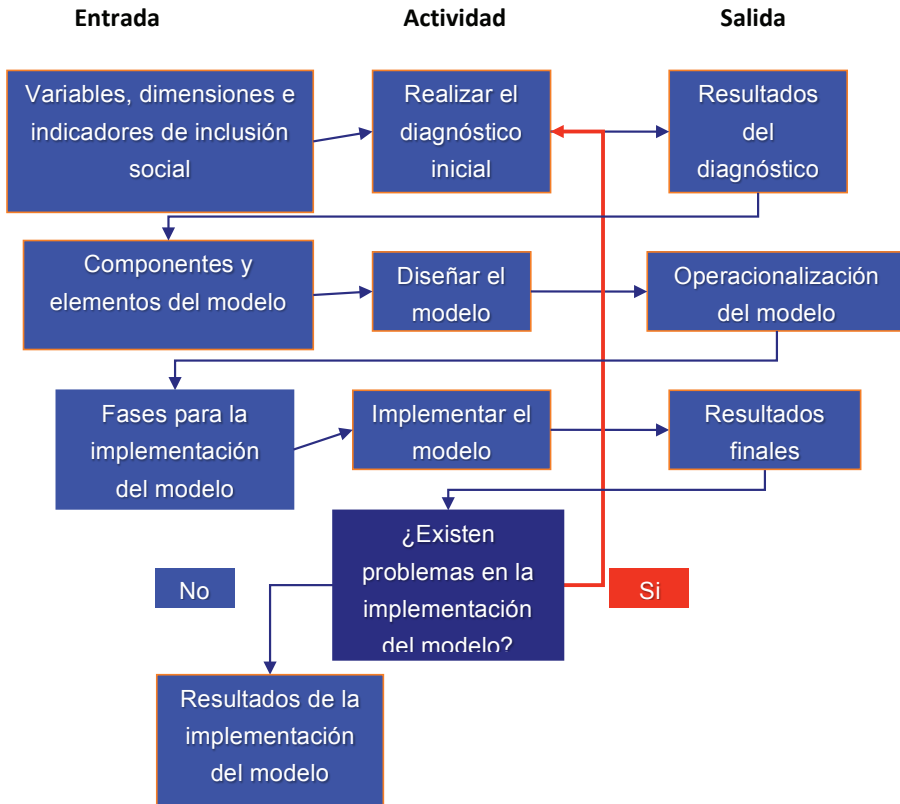 Entrada
Actividad
Salida
Variables, dimensiones e
indicadores de inclusión
social
Realizar el
diagnóstico
inicial
Resultados
del
diagnóstico
Componentes y
elementos del modelo
Diseñar el
modelo
Operacionalización
del modelo
Fases para la
implementación
del modelo
Implementar el
modelo
Resultados
finales
¿Existen
problemas en la
implementación
del modelo?
No
Si
Resultados de la
implementación
del modelo